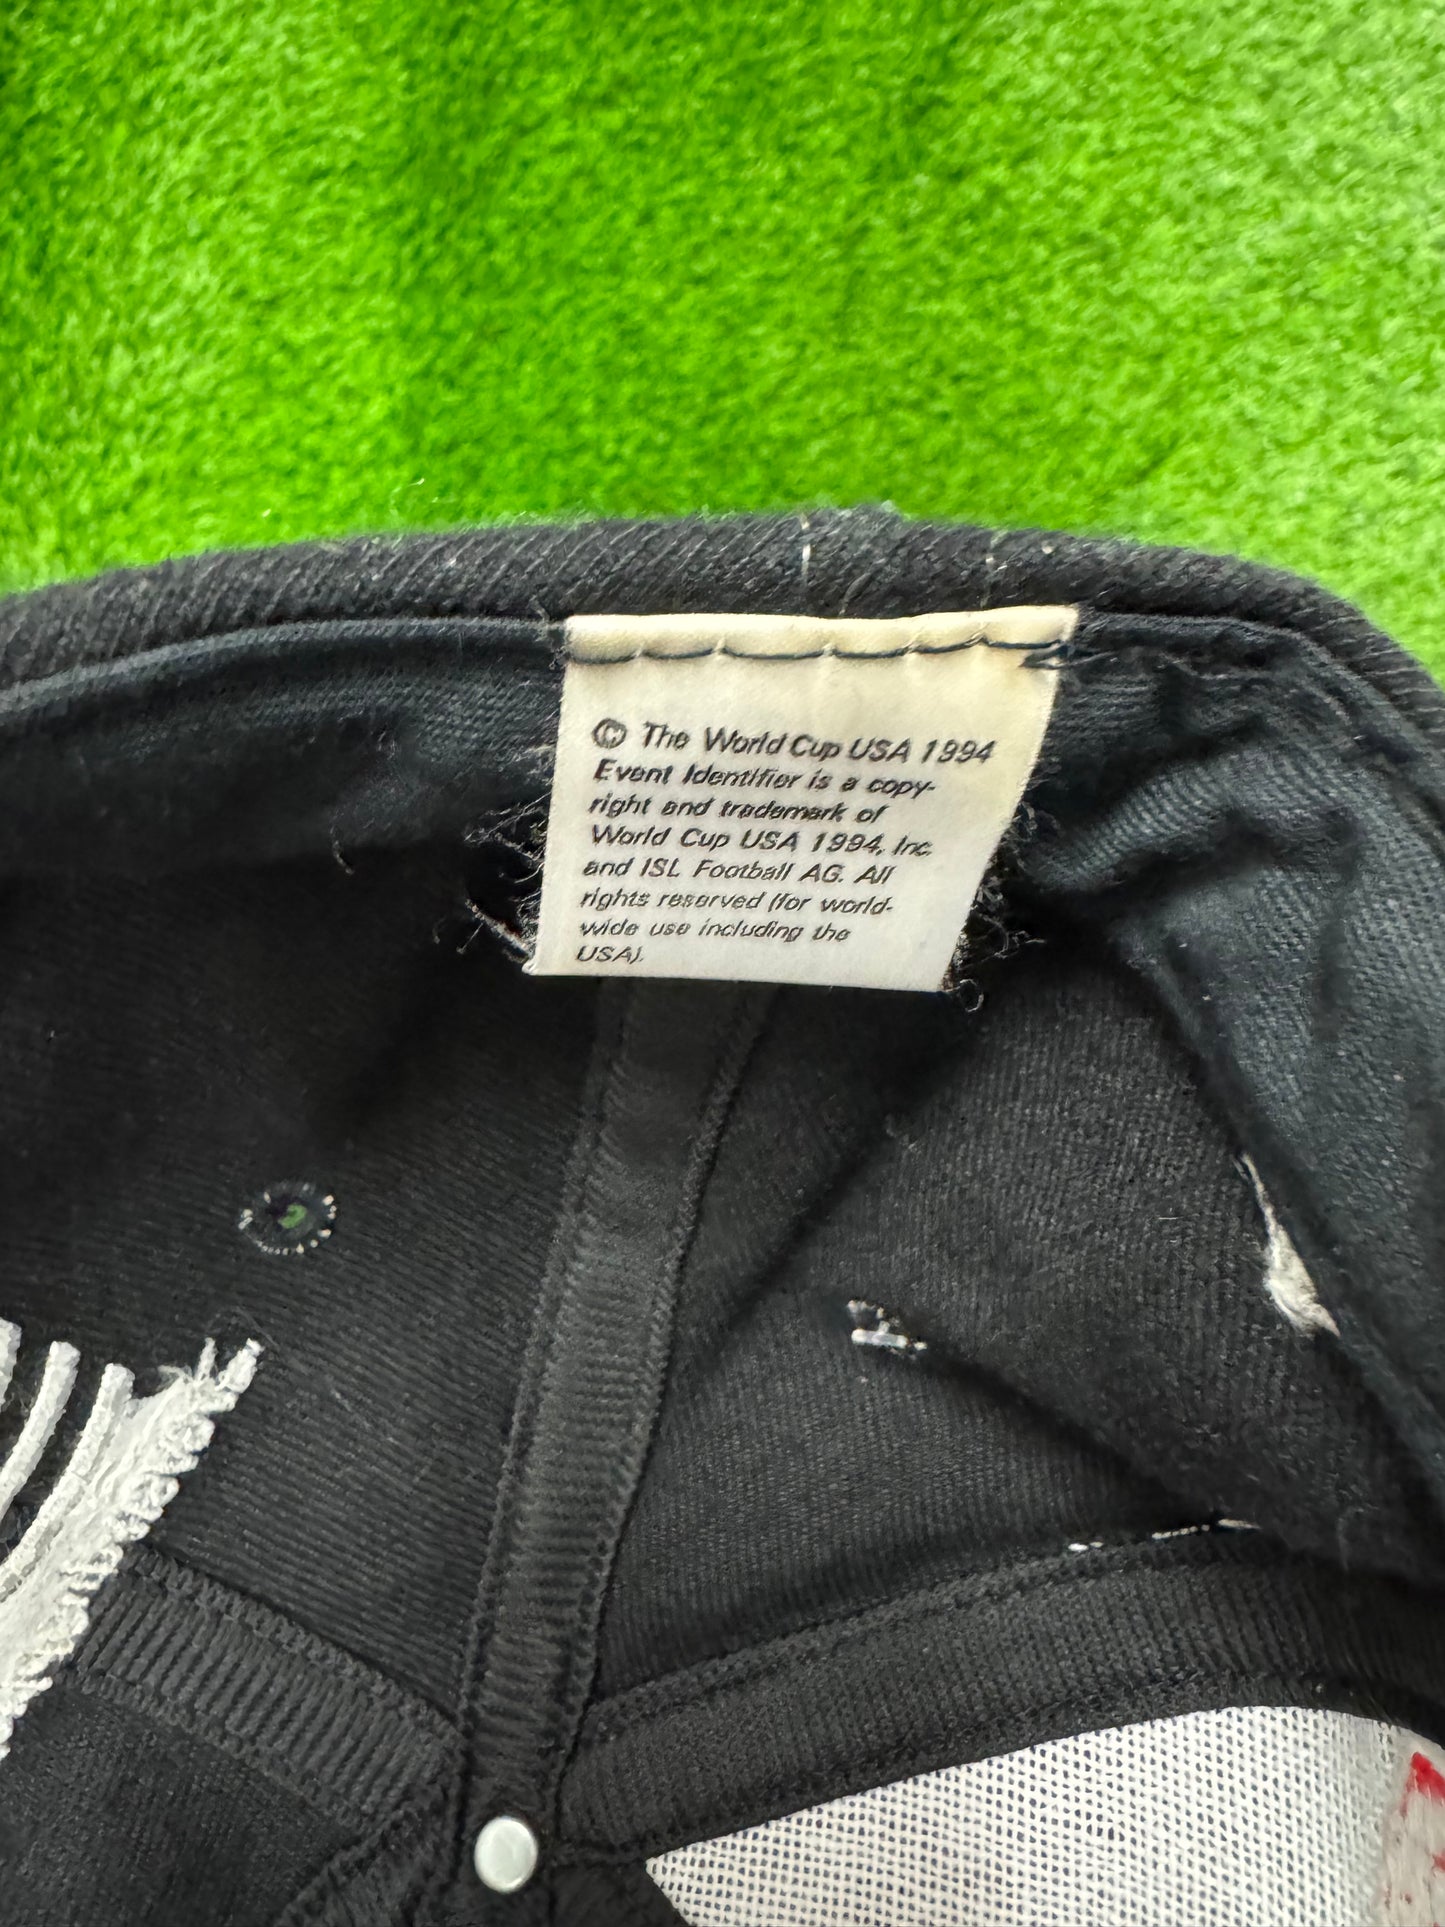 © The World Cup USA 1994
Event Identifier is a copy-
right and trademark of
World Cup USA 1994, Inc.
and ISL Football AG. All
rights reserved (for world-
wide use including the
USA).